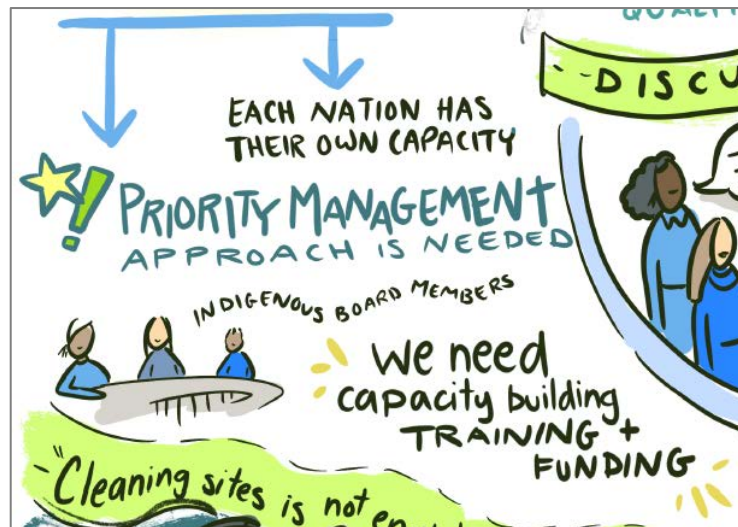 DISCU
EACH NATION HAS
THEIR OWN CAPACITY
! PRIORITY MANAGEMENT
APPROACH IS NEEDED
INDIGENOUS BOARD MEMBERS
we need
capacity building
TRAINING +
FUNDING
"Cleaning sites is not